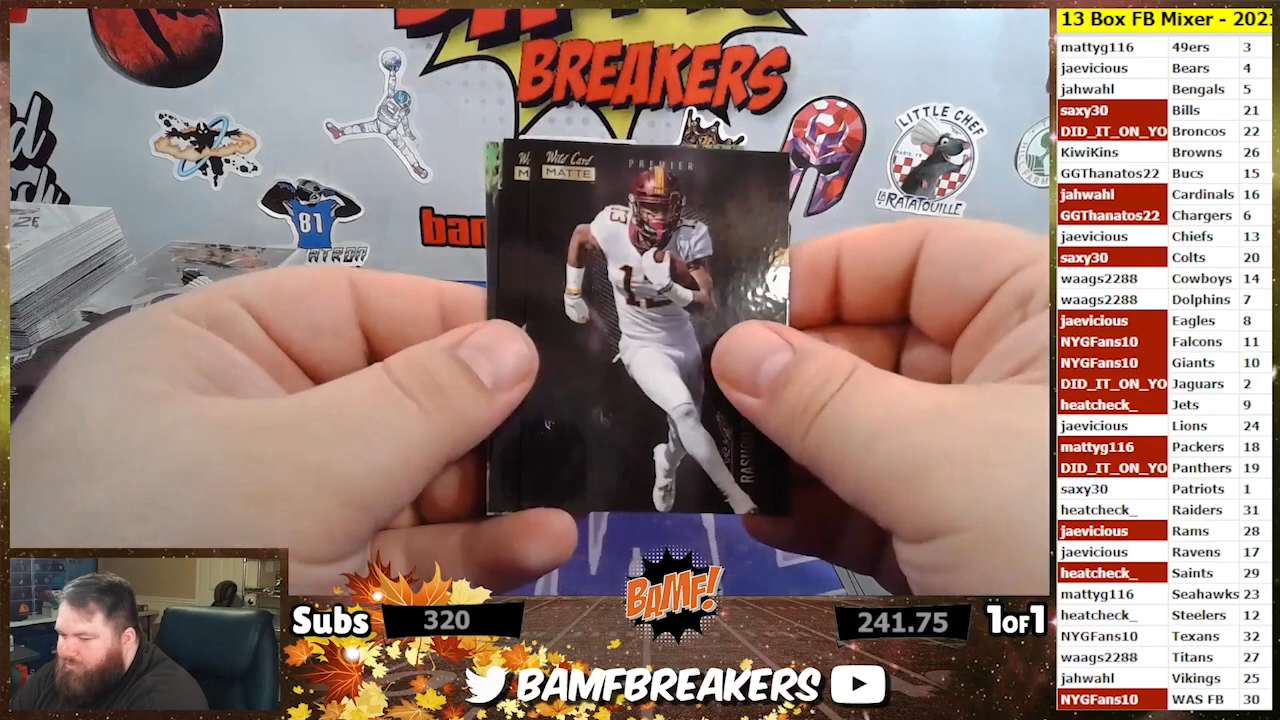 BREAKERS
LITTLE CHEF
RATATOUILLE
81
Wild Card
MATTE
PREMIER
13
W
M
Subs
320
BAMF!
241.75
1 OF 1
BAMFBREAKERS
13 Box FB Mixer - 202
mattyg116 49ers 3
jaevicious Bears 4
jahwahl Bengals 5
saxy30 Bills 21
DID_IT_ON_YO Broncos 22
KiwiKins Browns 26
GGThanatos22 Bucs 15
jahwahl Cardinals 16
GGThanatos22 Chargers 6
jaevicious Chiefs 13
saxy30 Colts 20
waags2288 Cowboys 14
waags2288 Dolphins 7
jaevicious Eagles 8
NYGFans10 Falcons 11
NYGFans10 Giants 10
DID_IT_ON_YO Jaguars 2
heatcheck_ Jets 9
jaevicious Lions 24
mattyg116 Packers 18
DID_IT_ON_YO Panthers 19
saxy30 Patriots 1
heatcheck_ Raiders 31
jaevicious Rams 28
jaevicious Ravens 17
heatcheck_ Saints 29
mattyg116 Seahawks 23
heatcheck_ Steelers 12
NYGFans10 Texans 32
waags2288 Titans 27
jahwahl Vikings 25
NYGFans10 WAS FB 30